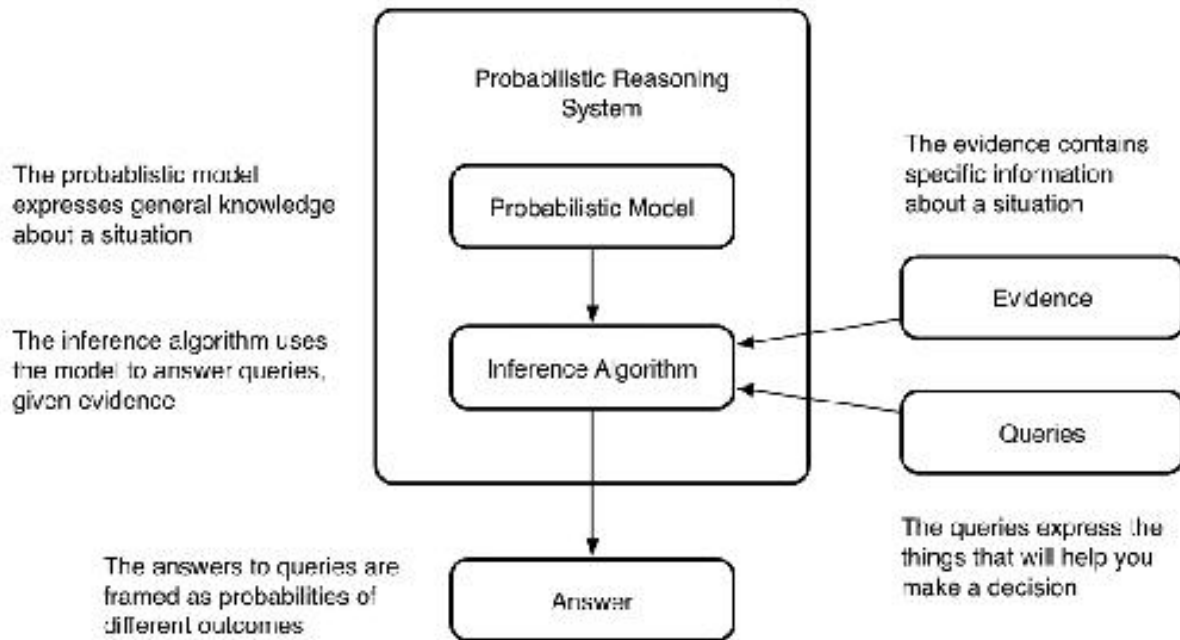 Probabilistic Reasoning
System
The probablistic model
expresses general knowledge
about a situation
Probabilistic Model
The evidence contains
specific information
about a situation
Evidence
The inference algorithm uses
the model to answer queries,
given evidence
Inference Algorithm
Queries
The queries express the
things that will help you
make a decision
The answers to queries are
framed as probabilities of
different outcomes
Answer